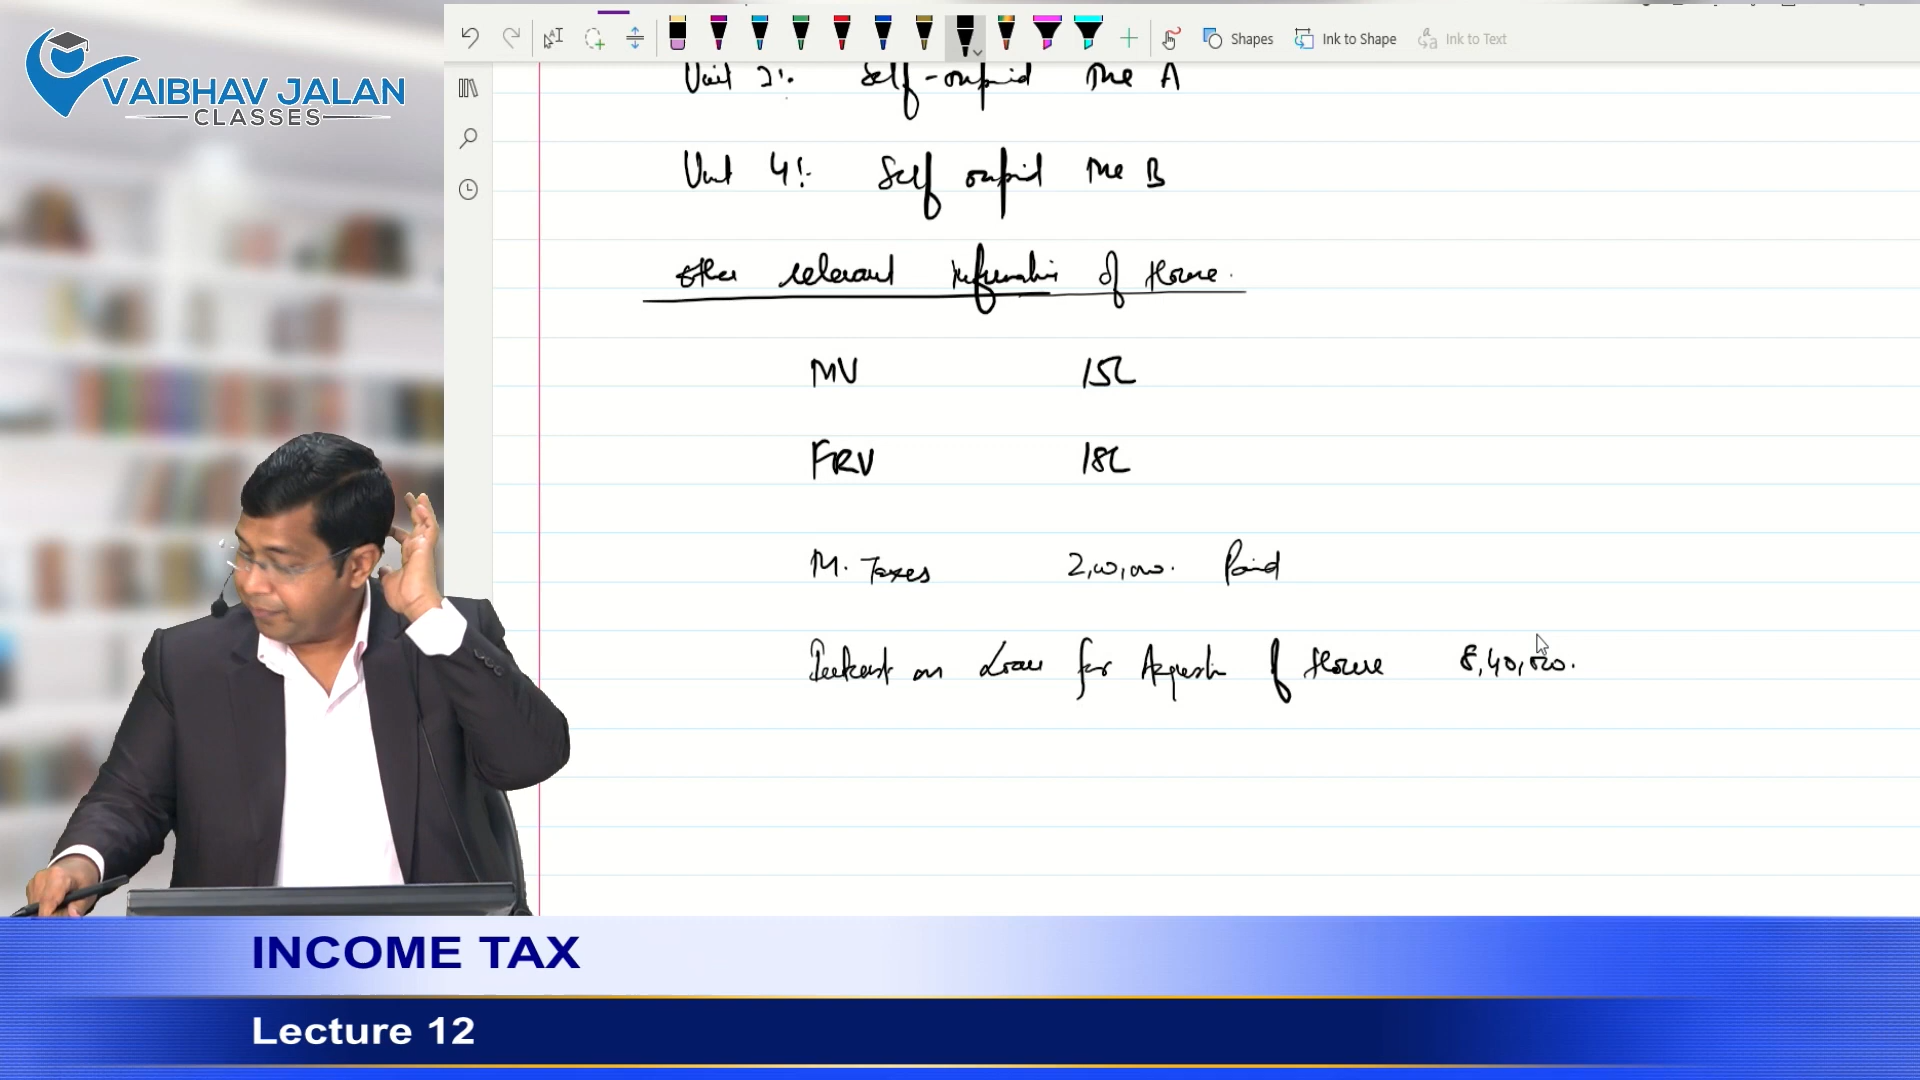 VAIBHAV JALAN
CLASSES
Shapes
Ink to Shape
Ink to Text
Unit 2:. Self-occupied Mr. A
Unit 4:. Self occupied Mr. B
Other relevant information of House.
MV 15L
FRV 18L
M. Taxes 2,00,000. Paid
Interest on Loan for Acquisition of House 8,40,000.
INCOME TAX
Lecture 12